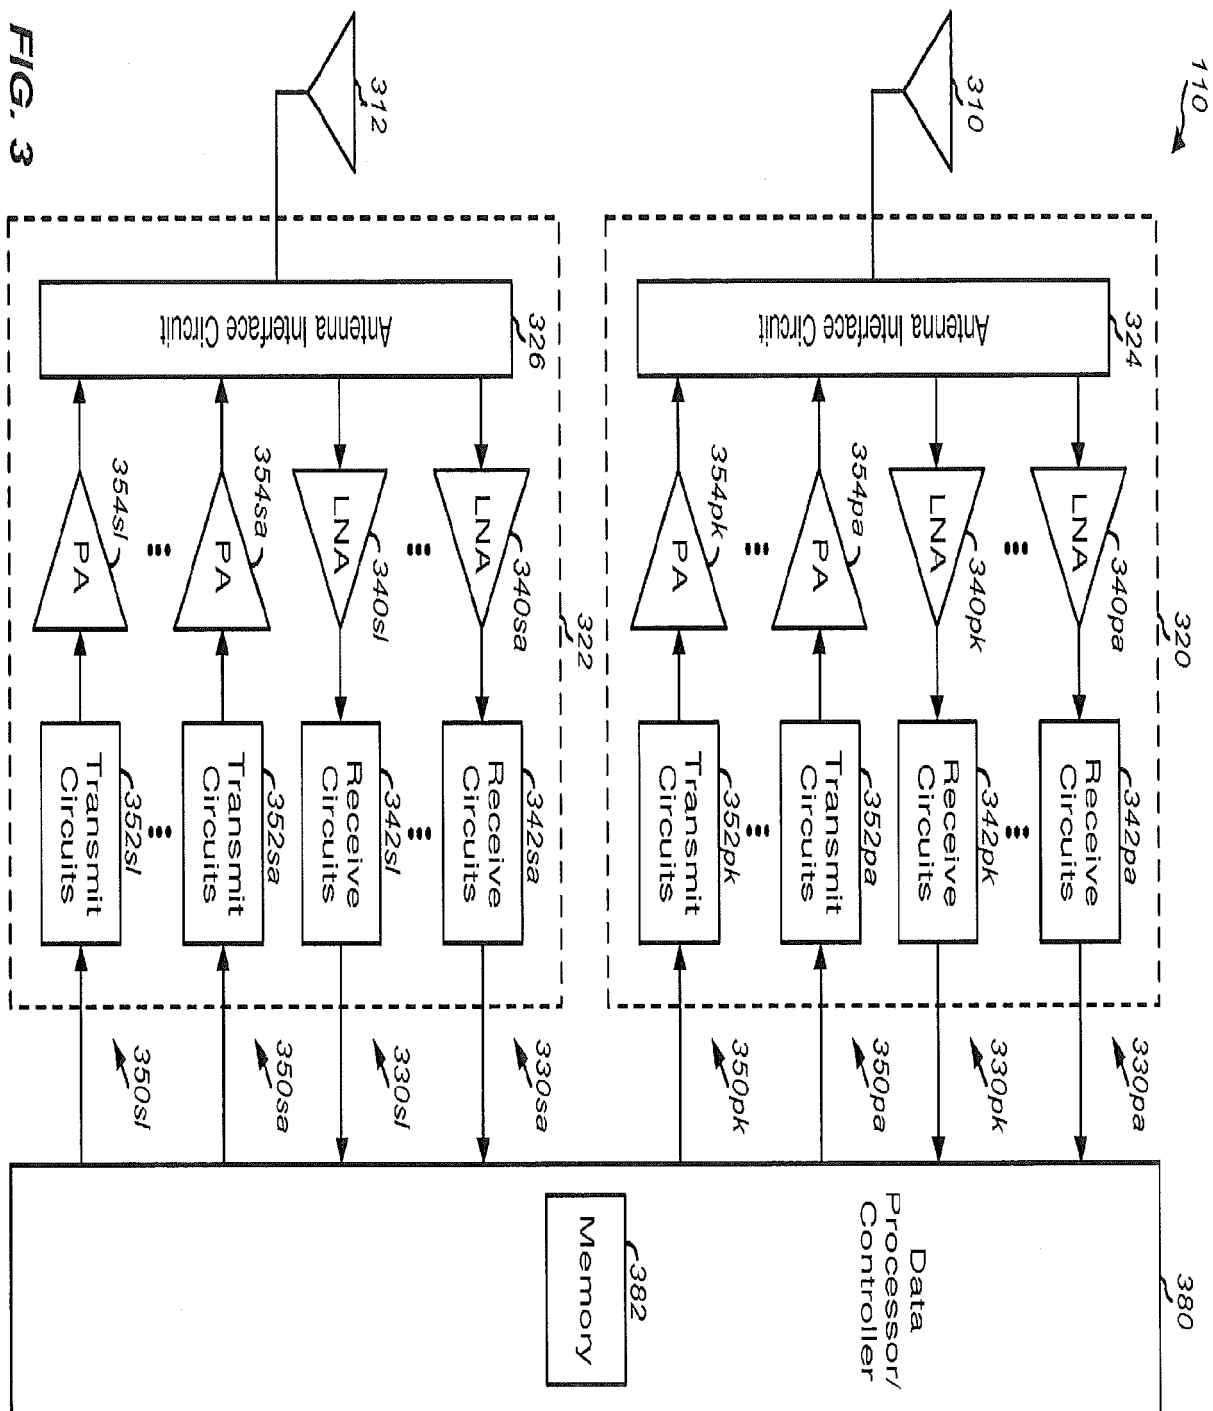 110
310
320
324
Antenna Interface Circuit
LNA
340pa
Receive
Circuits
342pa
330pa
LNA
340pk
Receive
Circuits
342pk
330pk
PA
354pa
Transmit
Circuits
352pa
350pa
PA
354pk
Transmit
Circuits
352pk
350pk
312
322
326
Antenna Interface Circuit
LNA
340sa
Receive
Circuits
342sa
330sa
LNA
340sl
Receive
Circuits
342sl
330sl
PA
354sa
Transmit
Circuits
352sa
350sa
PA
354sl
Transmit
Circuits
352sl
350sl
380
Data
Processor/
Controller
382
Memory
FIG. 3